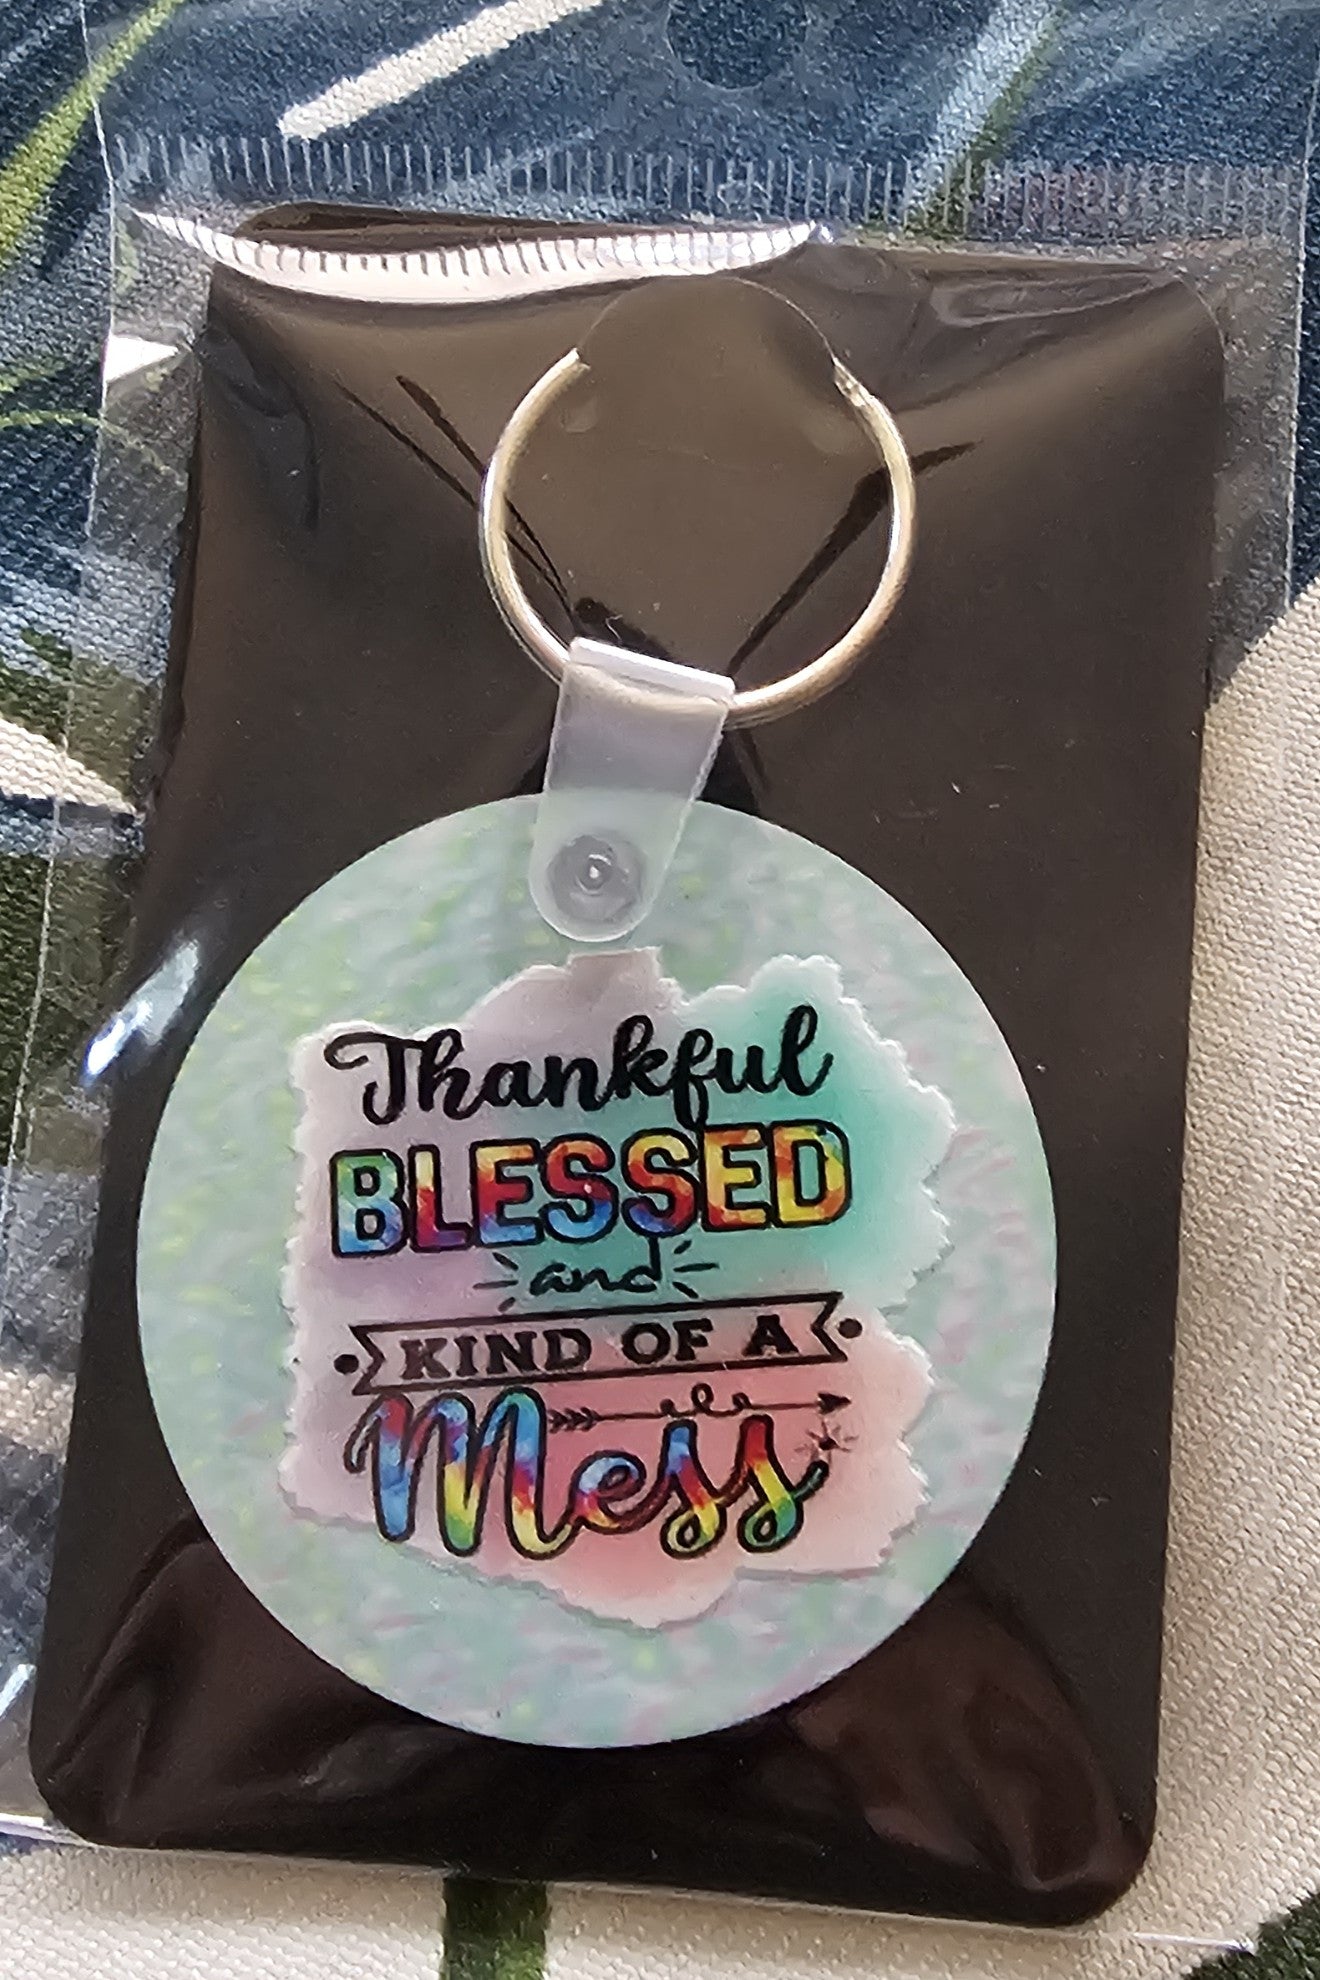 Thankful
BLESSED
and
KIND OF A
Mess